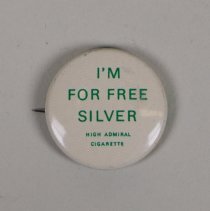 I'M
FOR FREE
SILVER
HIGH ADMIRAL
CIGARETTE